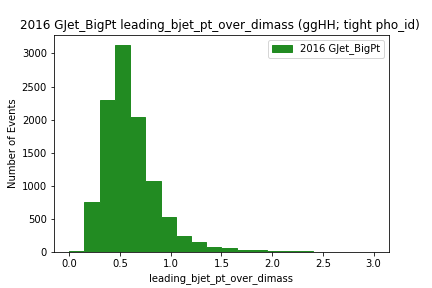 2016 GJet_BigPt leading_bjet_pt_over_dimass (ggHH; tight pho_id)
2016 GJet_BigPt
Number of Events
3000
2500
2000
1500
1000
500
0
0.0 0.5 1.0 1.5 2.0 2.5 3.0
leading_bjet_pt_over_dimass